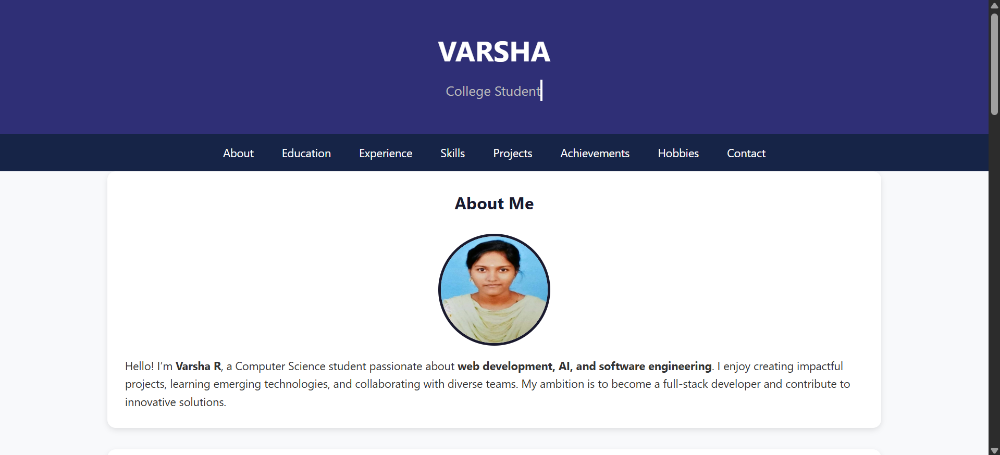 VARSHA
College Student
About Education Experience Skills Projects Achievements Hobbies Contact
About Me
Hello! I’m Varsha R, a Computer Science student passionate about web development, AI, and software engineering. I enjoy creating impactful
projects, learning emerging technologies, and collaborating with diverse teams. My ambition is to become a full-stack developer and contribute to
innovative solutions.